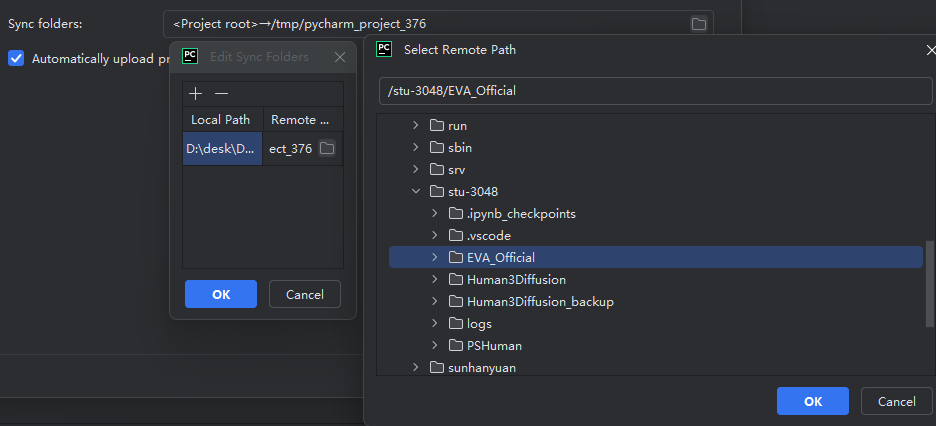 Sync folders:
<Project root>→/tmp/pycharm_project_376
Automatically upload pr
PC
Edit Sync Folders
Local Path
Remote ...
D:\desk\D...
ect_376
OK
Cancel
PC
Select Remote Path
/stu-3048/EVA_Official
run
sbin
srv
stu-3048
.ipynb_checkpoints
.vscode
EVA_Official
Human3Diffusion
Human3Diffusion_backup
logs
PSHuman
sunhanyuan
OK
Cancel